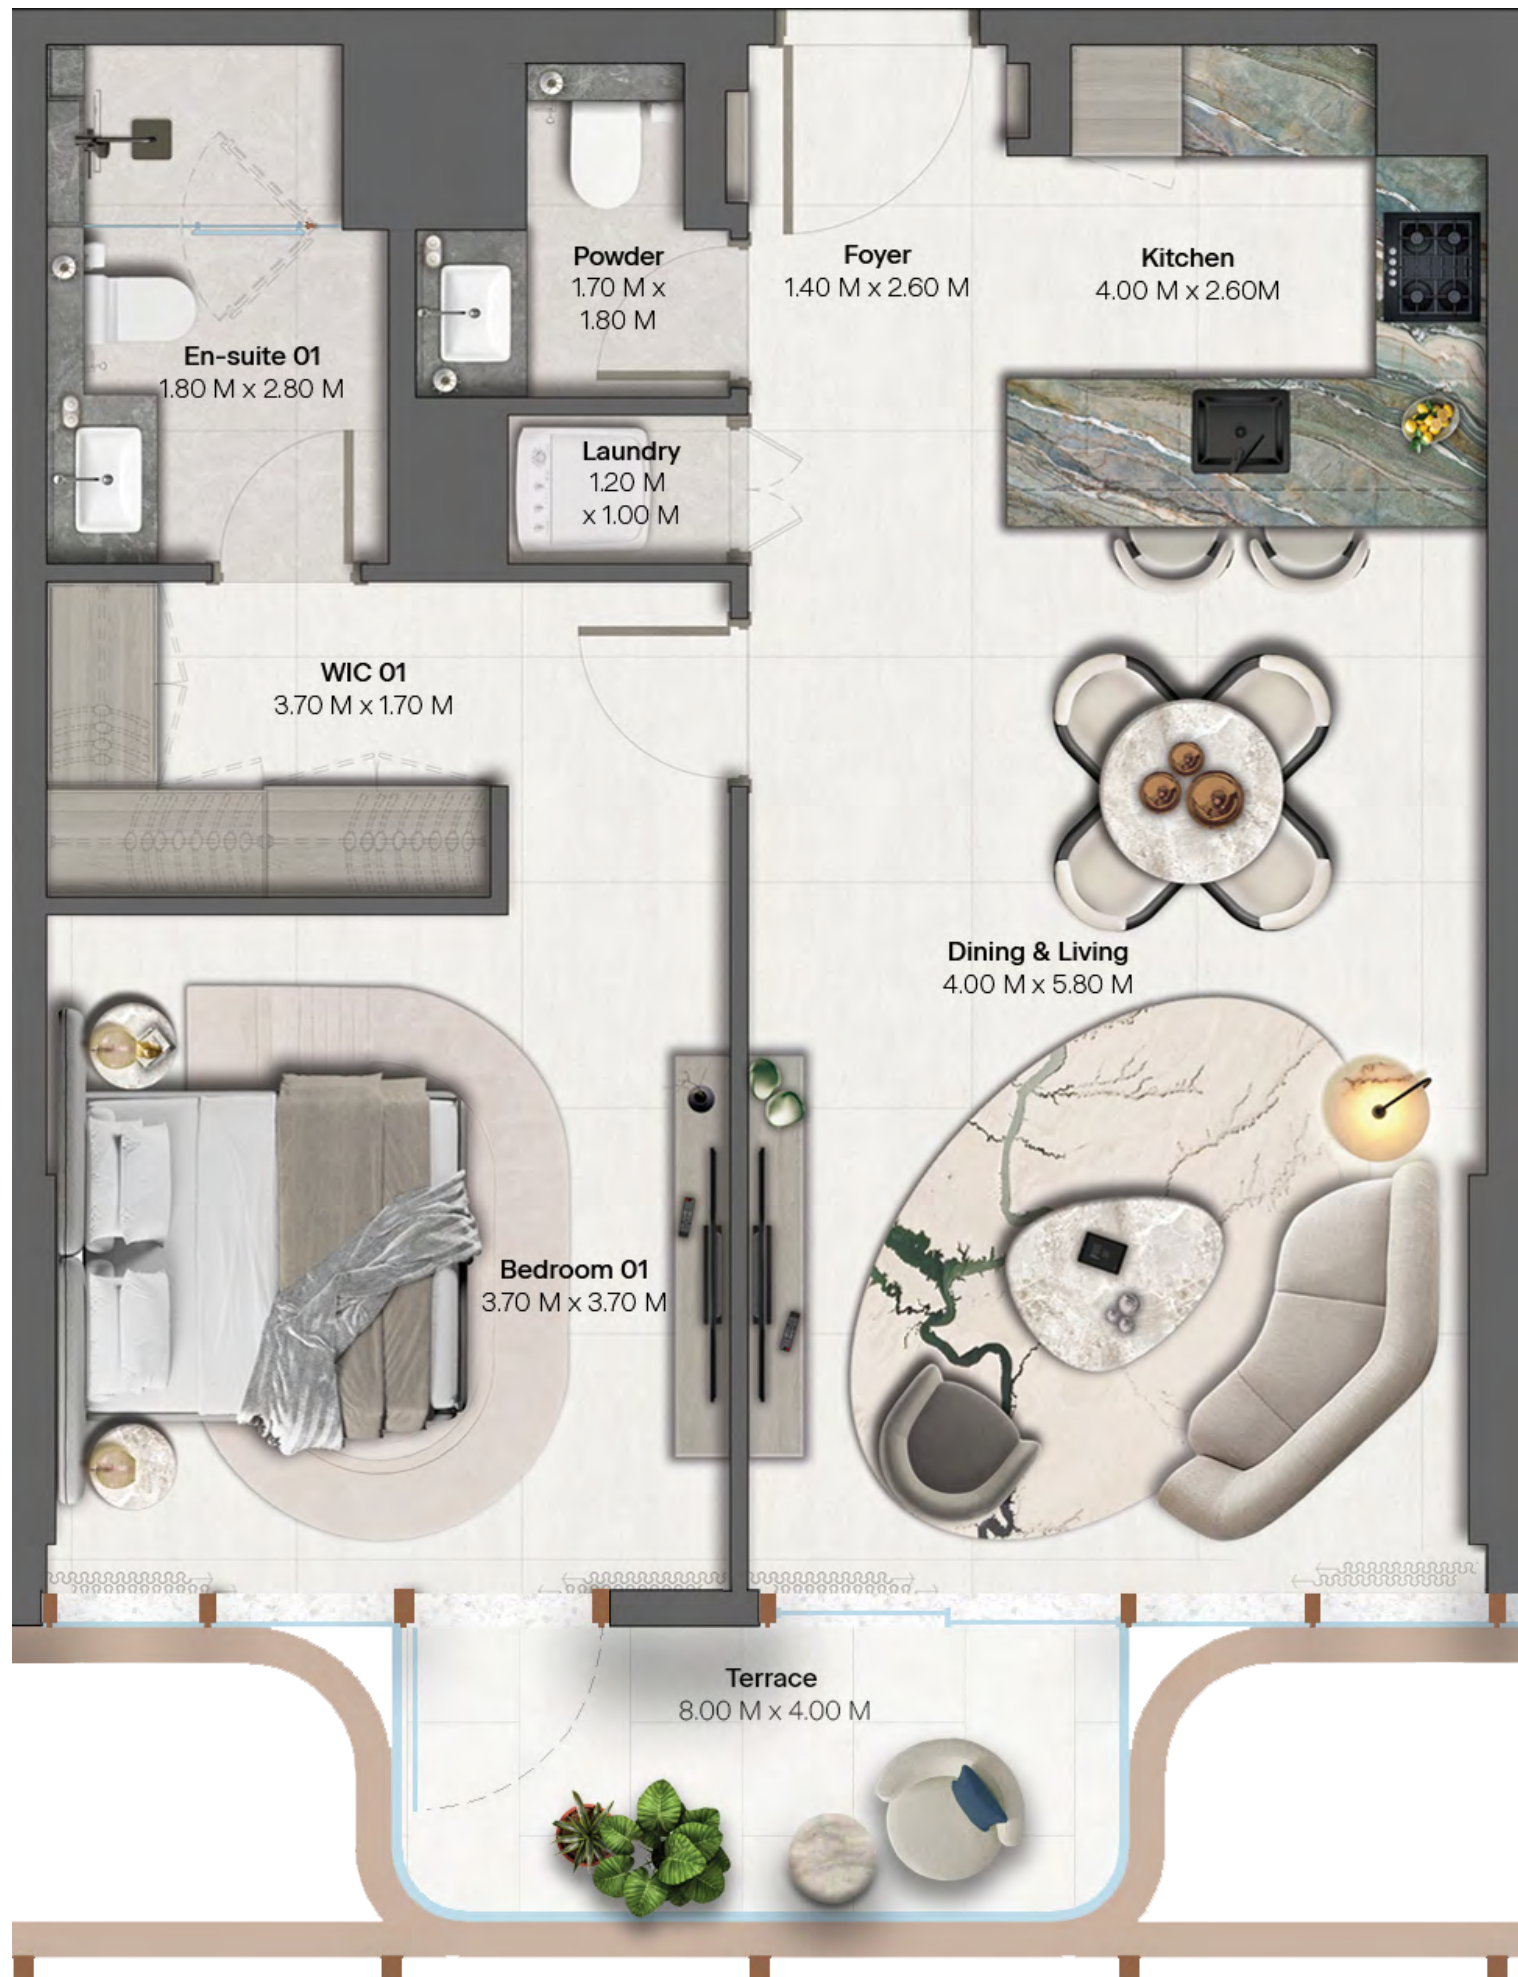 Powder
1.70 M x
1.80 M
Foyer
1.40 M x 2.60 M
Kitchen
4.00 M x 2.60M
En-suite 01
1.80 M x 2.80 M
Laundry
1.20 M
x 1.00 M
WIC 01
3.70 M x 1.70 M
Dining & Living
4.00 M x 5.80 M
Bedroom 01
3.70 M x 3.70 M
Terrace
8.00 M x 4.00 M